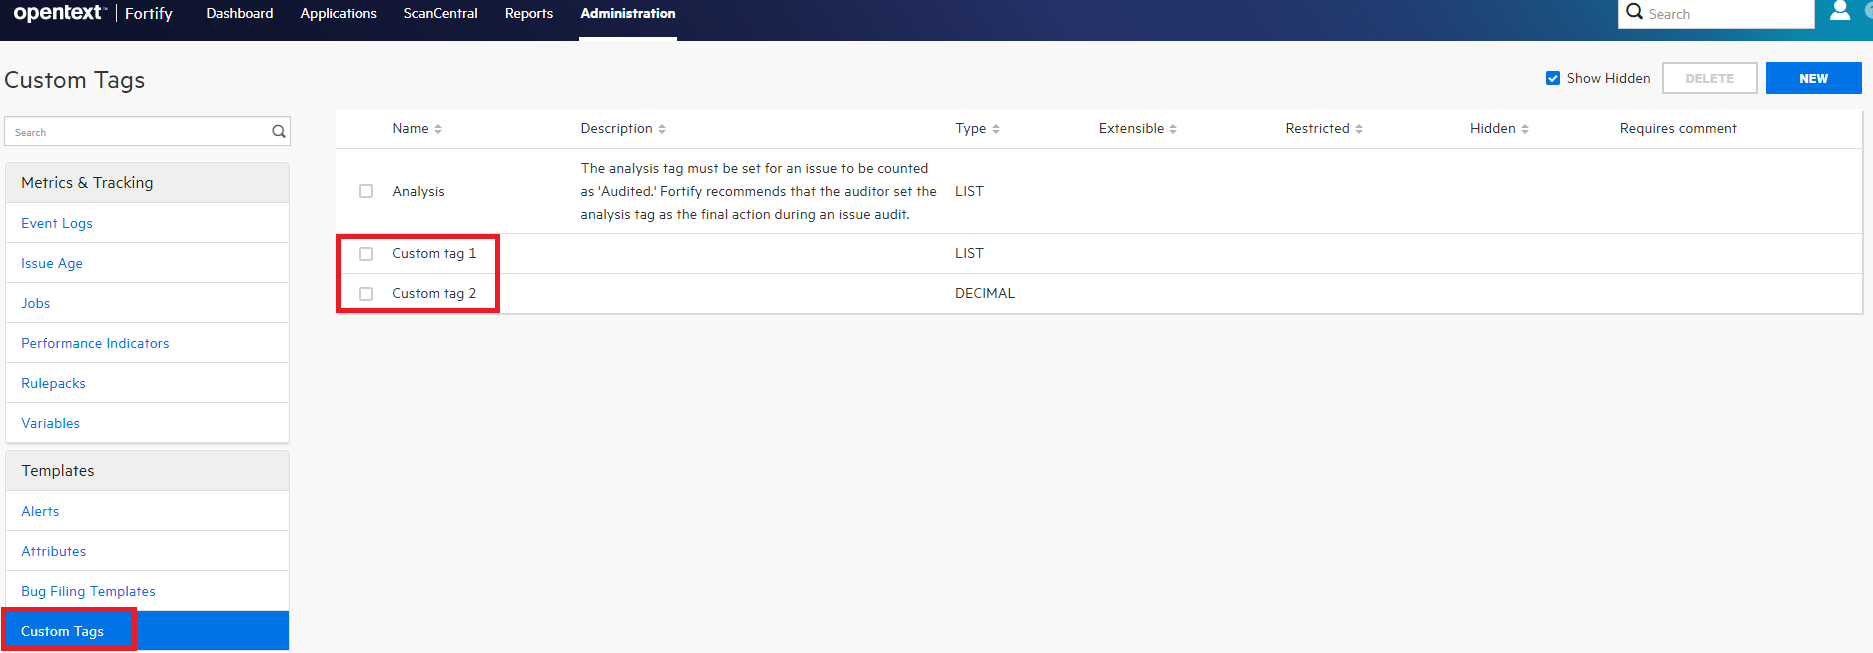 opentext™ | Fortify Dashboard Applications ScanCentral Reports Administration Search
Custom Tags
Show Hidden DELETE NEW
Search
Metrics & Tracking
Event Logs
Issue Age
Jobs
Performance Indicators
Rulepacks
Variables
Templates
Alerts
Attributes
Bug Filing Templates
Custom Tags
Name Description Type Extensible Restricted Hidden Requires comment
The analysis tag must be set for an issue to be counted
Analysis as 'Audited.' Fortify recommends that the auditor set the LIST
analysis tag as the final action during an issue audit.
Custom tag 1 LIST
Custom tag 2 DECIMAL